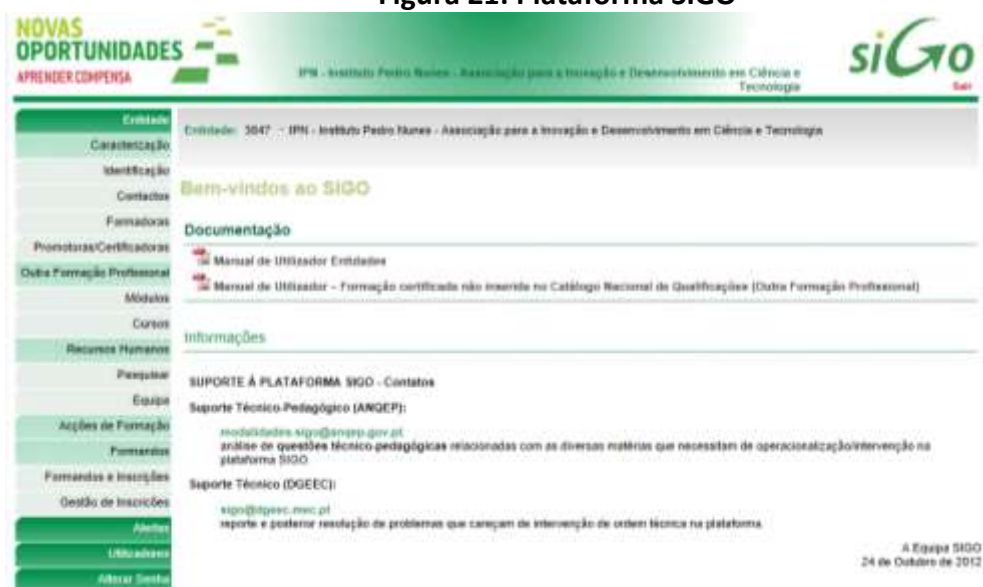 Figura 21: Plataforma SIGO
NOVAS
OPORTUNIDADES
APRENDER COMPENSA
IPN - Instituto Pedro Nunes - Associação para a Inovação e Desenvolvimento em Ciência e
Tecnologia
siGo
Sair
Entidade
Caracterização
Identificação
Contactos
Formadoras
Promotoras/Certificadoras
Outra Formação Profissional
Módulos
Cursos
Recursos Humanos
Pesquisar
Equipa
Acções de Formação
Formandos
Formandos e Inscrições
Gestão de Inscrições
Alertas
Utilizadores
Alterar Senha
Entidade: 3047 - IPN - Instituto Pedro Nunes - Associação para a Inovação e Desenvolvimento em Ciência e Tecnologia
Bem-vindos ao SIGO
Documentação
Manual de Utilizador Entidades
Manual de Utilizador - Formação certificada não inserida no Catálogo Nacional de Qualificações (Outra Formação Profissional)
Informações
SUPORTE À PLATAFORMA SIGO - Contatos
Suporte Técnico-Pedagógico (ANQEP):
modalidades.sigo@anqep.gov.pt
análise de questões técnico-pedagógicas relacionadas com as diversas matérias que necessitam de operacionalização/intervenção na
plataforma SIGO
Suporte Técnico (DGEEC):
sigo@dgeec.mec.pt
reporte e posterior resolução de problemas que careçam de intervenção de ordem técnica na plataforma
A Equipa SIGO
24 de Outubro de 2012